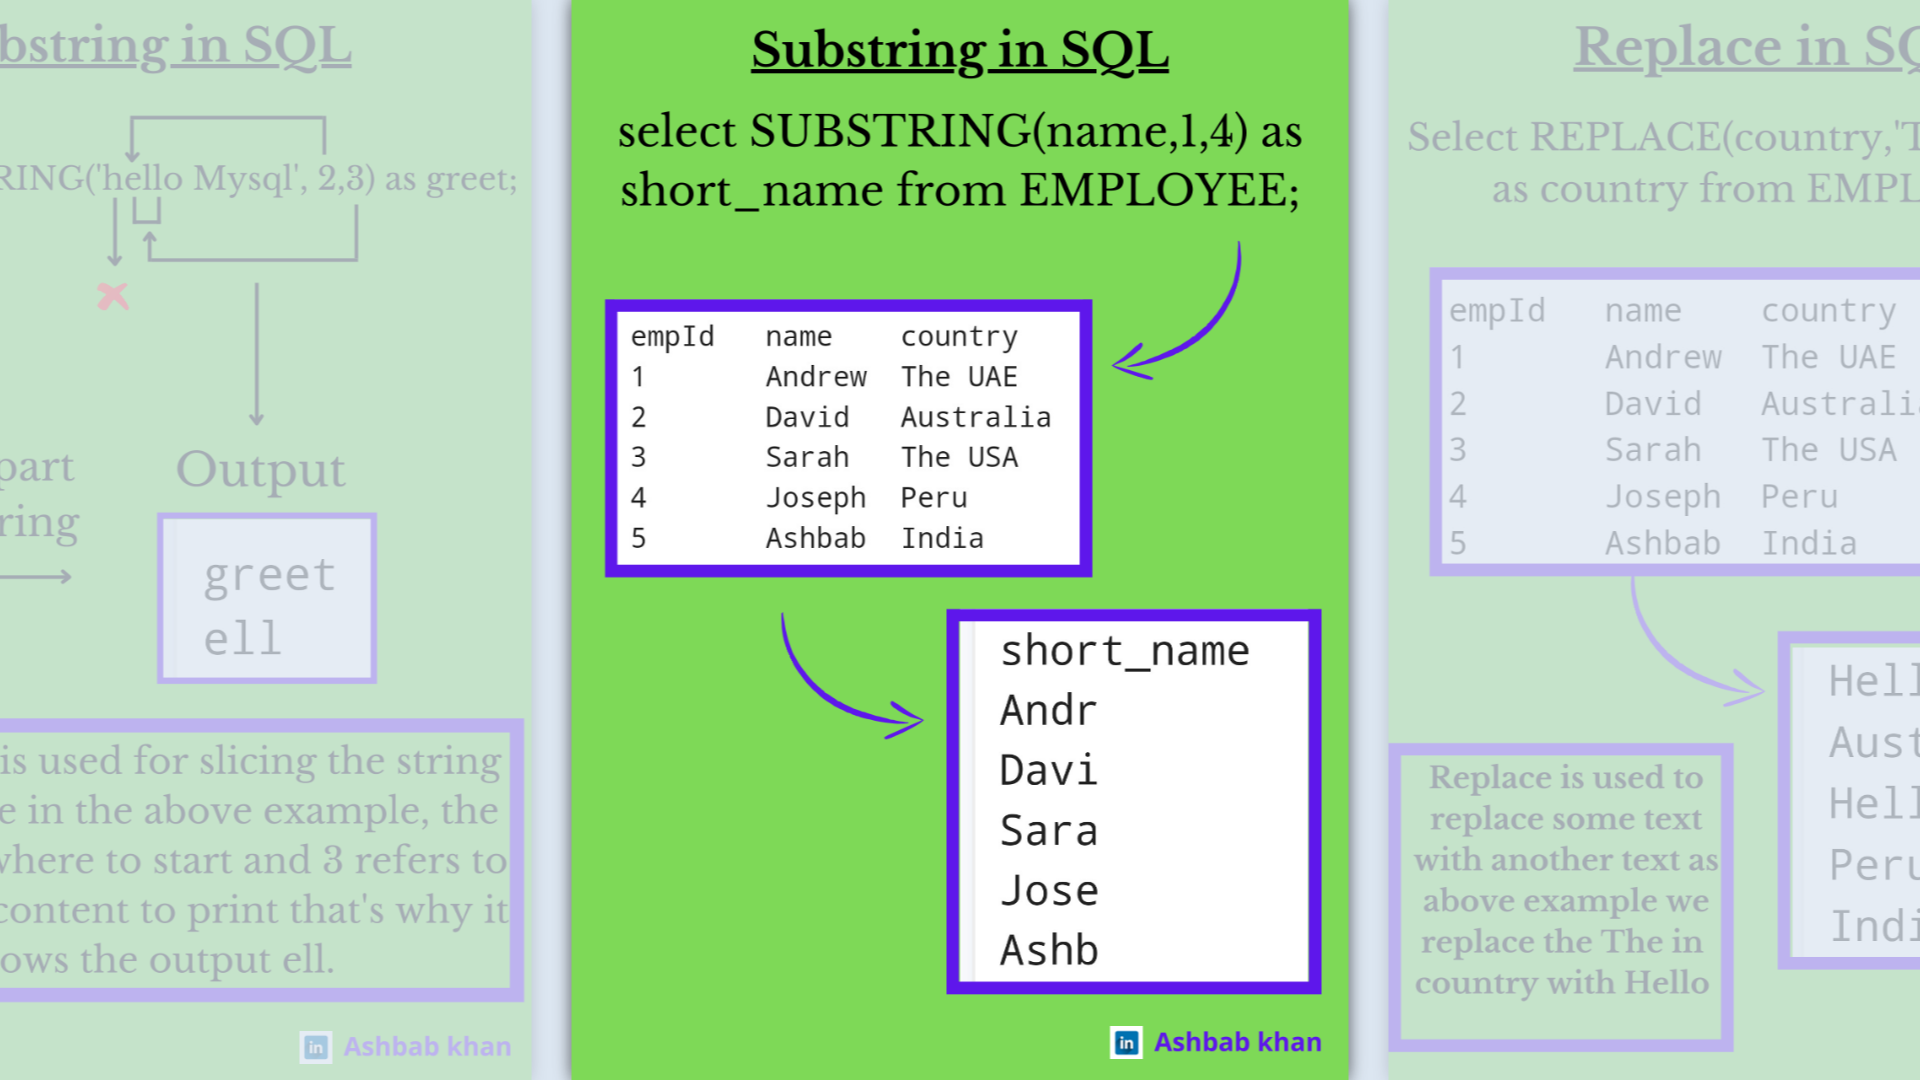 bstring in SQL
RING('hello Mysql', 2,3) as greet;
part
ring
Output
greet
ell
is used for slicing the string
e in the above example, the
where to start and 3 refers to
content to print that's why it
ows the output ell.
in Ashbab khan
Substring in SQL
select SUBSTRING(name,1,4) as
short_name from EMPLOYEE;
empId name country
1 Andrew The UAE
2 David Australia
3 Sarah The USA
4 Joseph Peru
5 Ashbab India
short_name
Andr
Davi
Sara
Jose
Ashb
in Ashbab khan
Replace in SQ
Select REPLACE(country,'T
as country from EMPL
empId name country
1 Andrew The UAE
2 David Australia
3 Sarah The USA
4 Joseph Peru
5 Ashbab India
Hell
Aust
Hell
Peru
Indi
Replace is used to
replace some text
with another text as
above example we
replace the The in
country with Hello